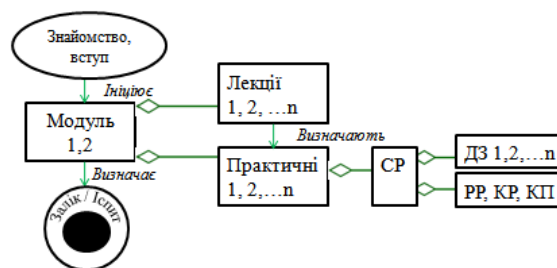 Знайомство,
вступ
Ініціює
Лекції
1, 2, …n
Модуль
1,2
Визначають
Визначає
Практичні
1, 2,…n
СР
ДЗ 1,2,…n
РР, КР, КП
Залік / Іспит